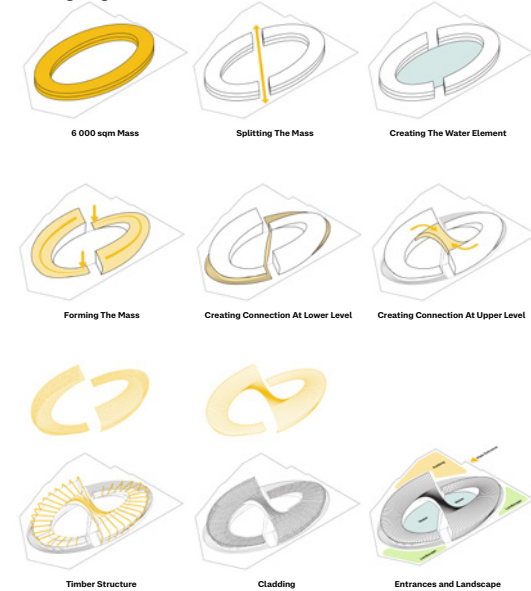 6 000 sqm Mass
Splitting The Mass
Creating The Water Element
Forming The Mass
Creating Connection At Lower Level
Creating Connection At Upper Level
Timber Structure
Cladding
Entrances and Landscape